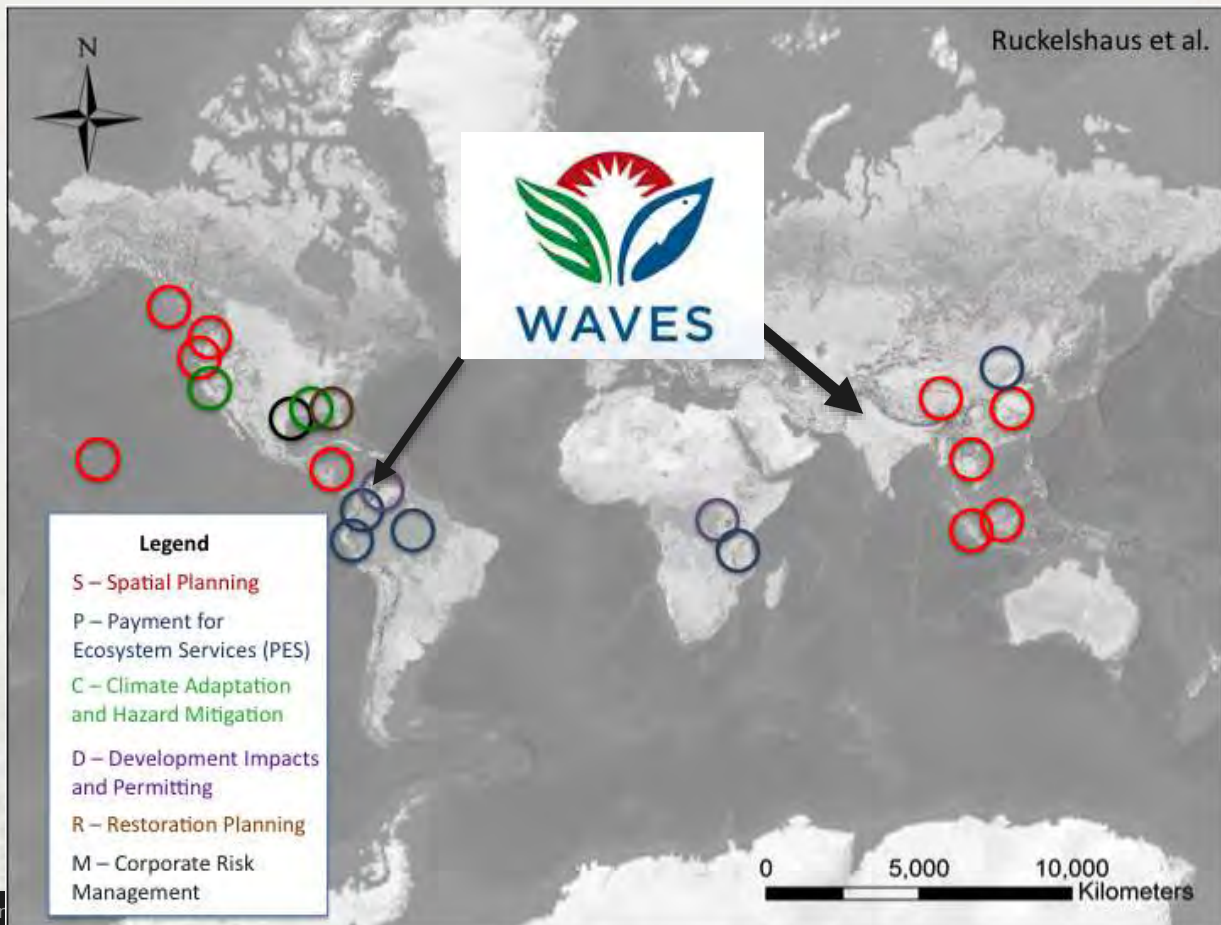 Ruckelshaus et al.
N
WAVES
Legend
S – Spatial Planning
P – Payment for
Ecosystem Services (PES)
C – Climate Adaptation
and Hazard Mitigation
D – Development Impacts
and Permitting
R – Restoration Planning
M – Corporate Risk
Management
0 5,000 10,000
Kilometers